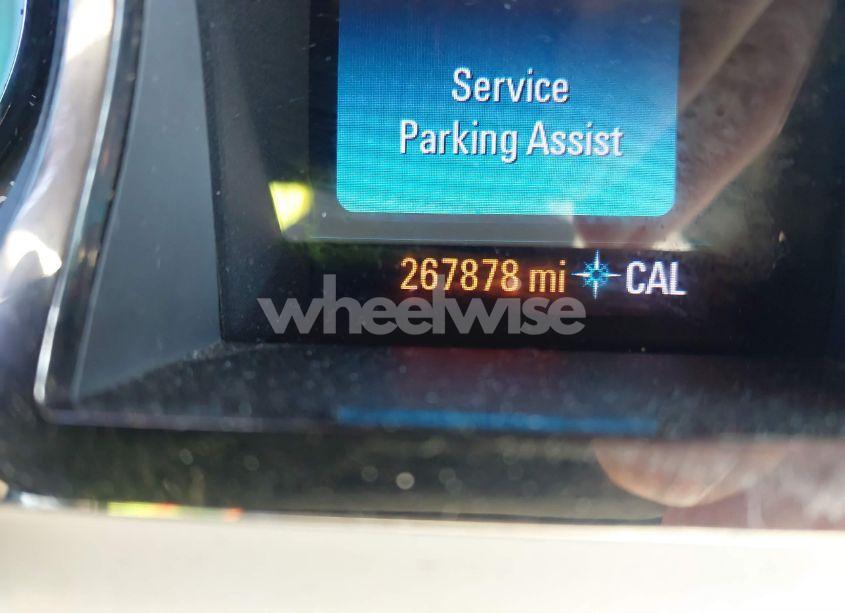 Service
Parking Assist
267878 mi CAL
wheelwise